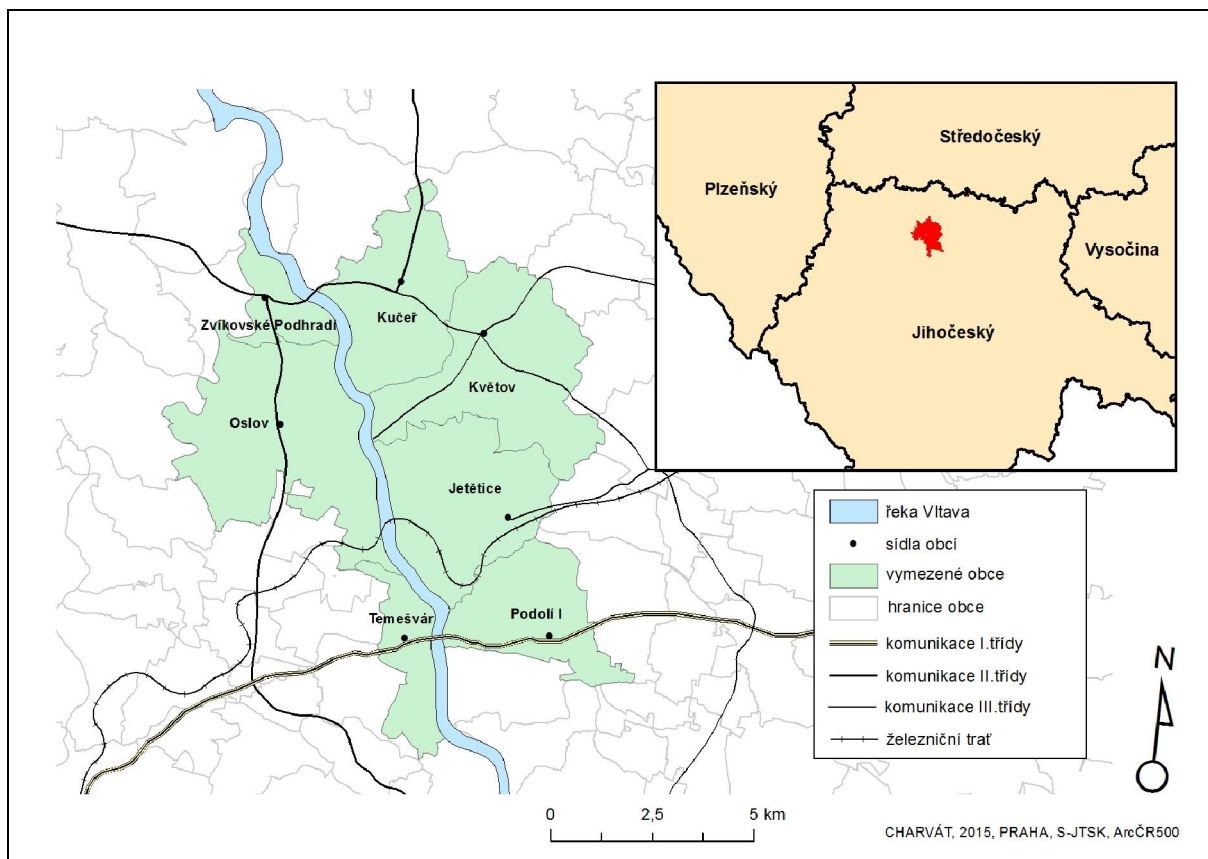 Středočeský
Plzeňský
Vysočina
Jihočeský
Zvíkovské Podhradí
Kučeř
Květov
Oslov
Jetětice
Temešvár
Podolí I
řeka Vltava
sídla obcí
vymezené obce
hranice obce
komunikace I.třídy
komunikace II.třídy
komunikace III.třídy
železniční trať
N
0 2,5 5 km
CHARVÁT, 2015, PRAHA, S-JTSK, ArcČR500